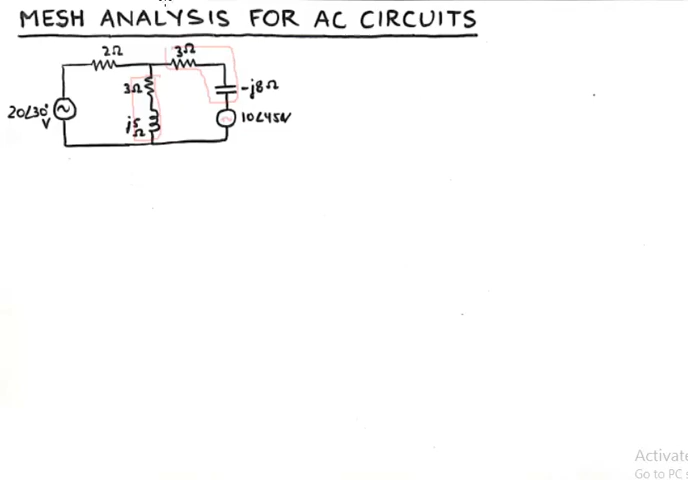 MESH ANALYSIS FOR AC CIRCUITS
2Ω
3Ω
3Ω
-j8Ω
20∠30°
V
j5
Ω
10∠45V
Activate
Go to PC s